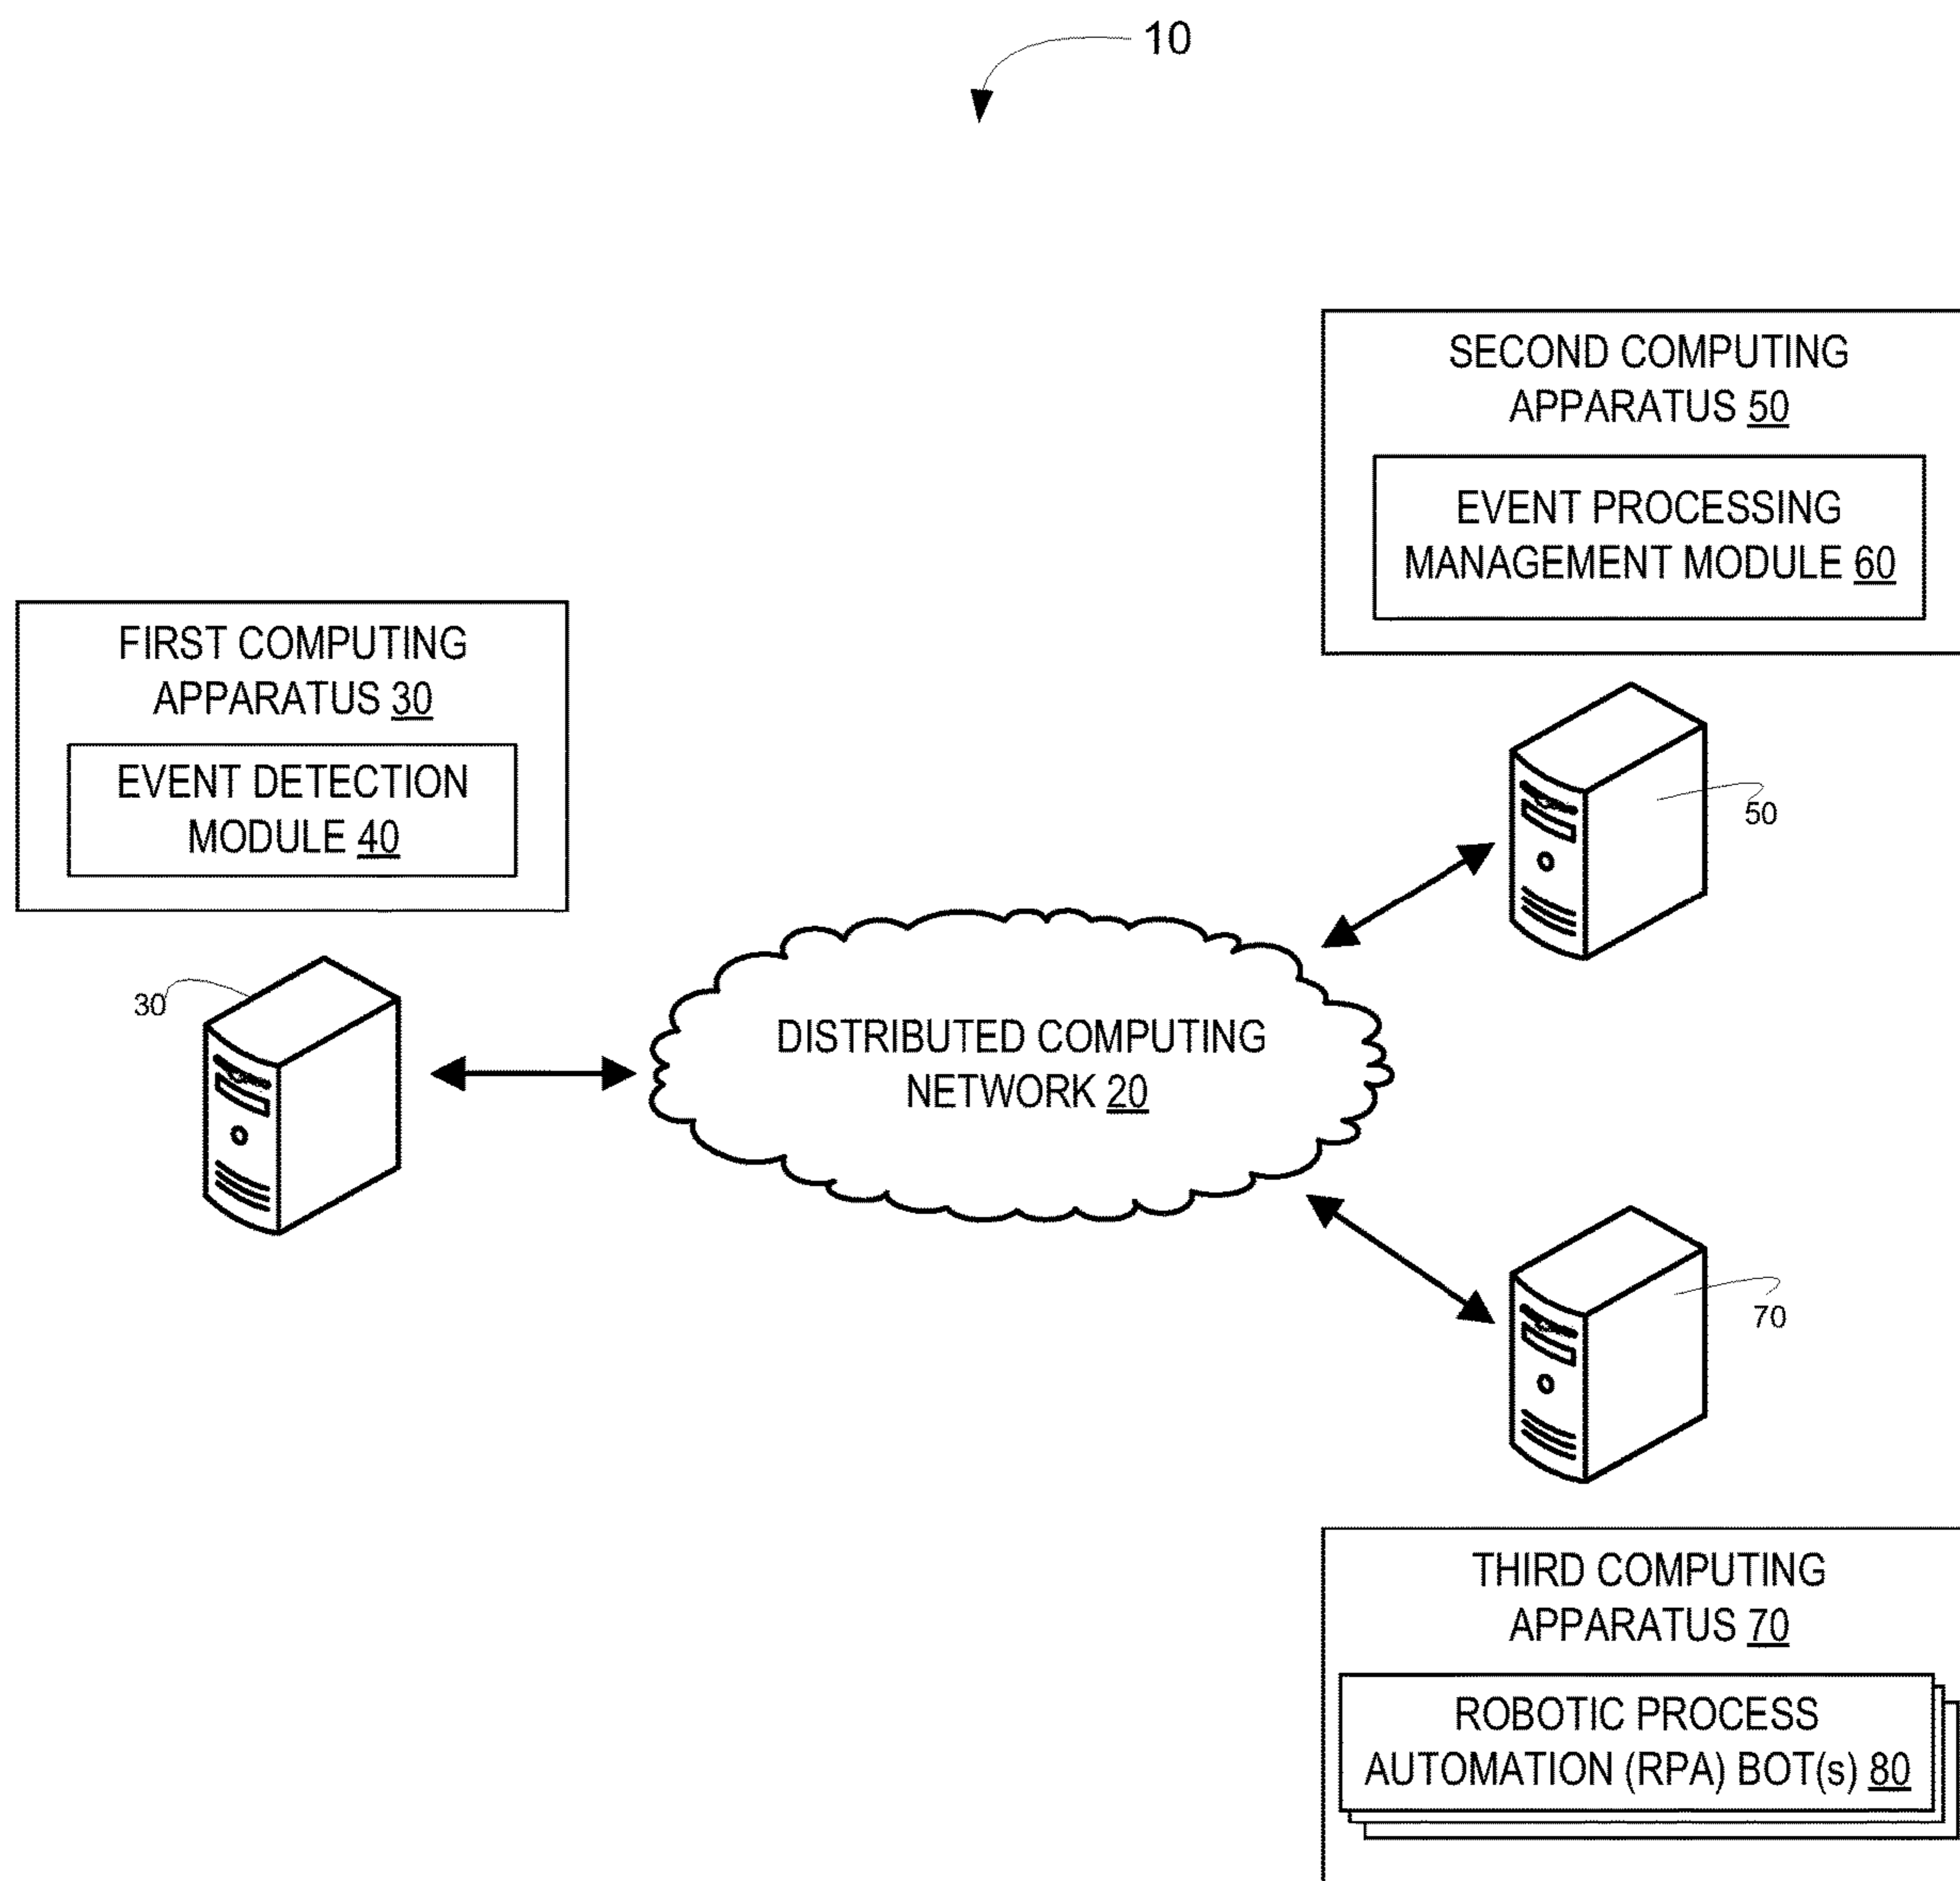 10
SECOND COMPUTING
APPARATUS 50
EVENT PROCESSING
MANAGEMENT MODULE 60
FIRST COMPUTING
APPARATUS 30
EVENT DETECTION
MODULE 40
50
30
DISTRIBUTED COMPUTING
NETWORK 20
70
THIRD COMPUTING
APPARATUS 70
ROBOTIC PROCESS
AUTOMATION (RPA) BOT(s) 80